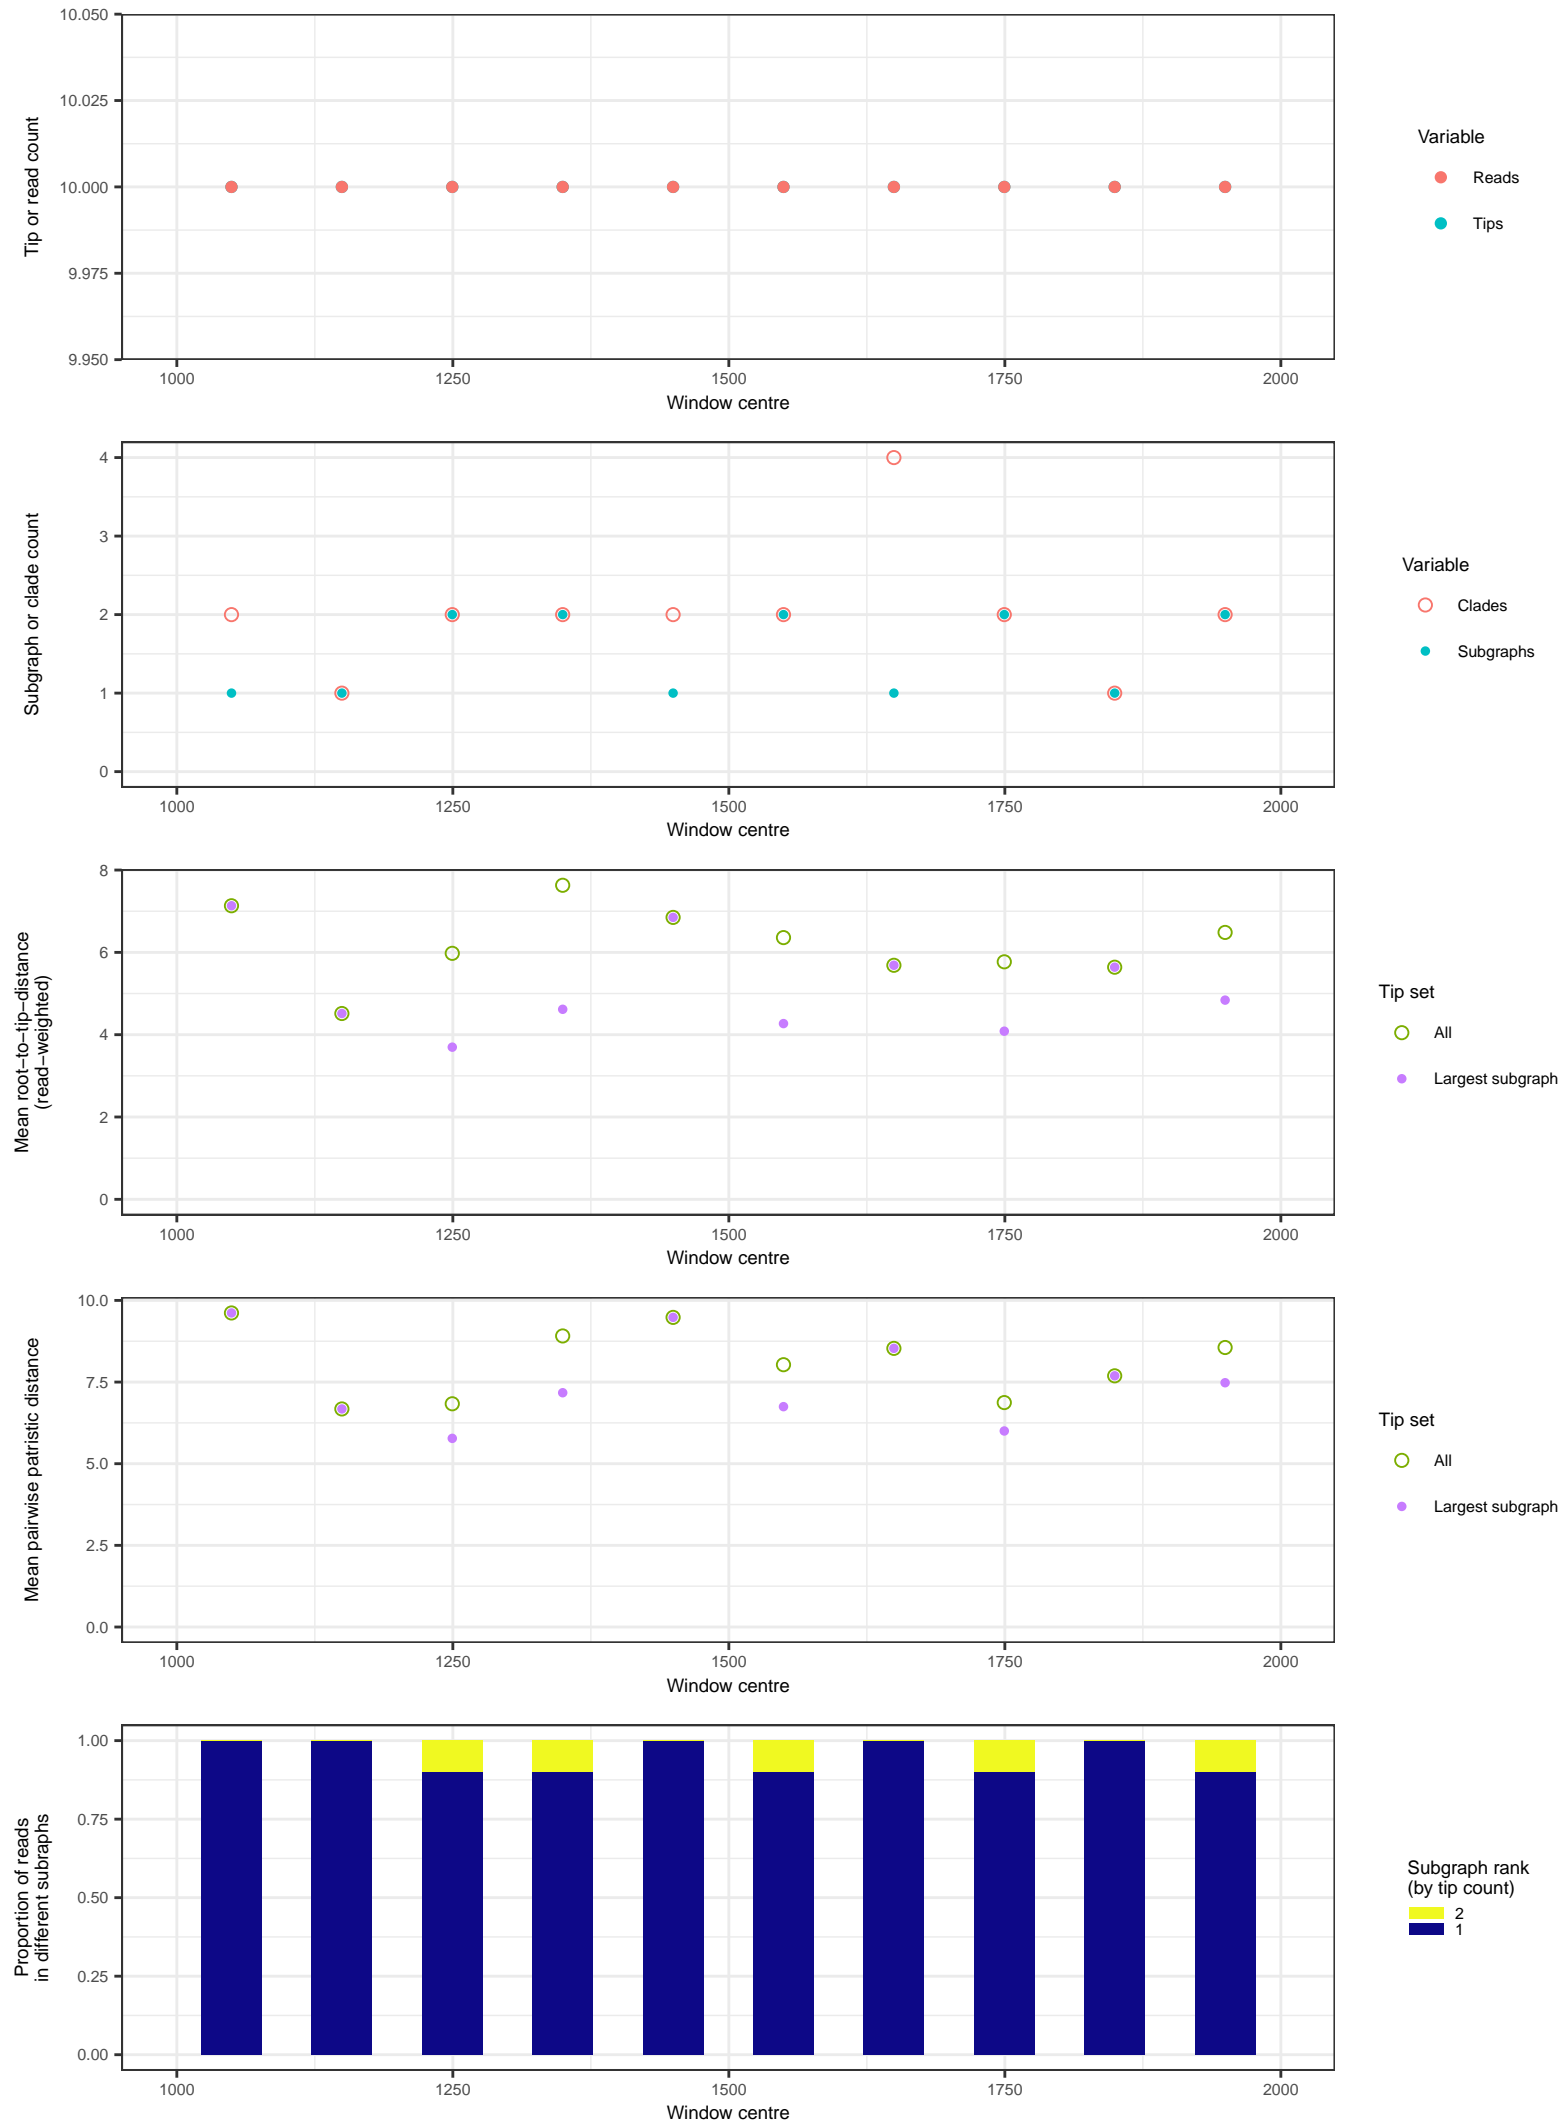 10.050
10.025
10.000
9.975
9.950
Tip or read count
1000 1250 1500 1750 2000
Window centre
Variable
Reads
Tips
4
3
2
1
0
Subgraph or clade count
1000 1250 1500 1750 2000
Window centre
Variable
Clades
Subgraphs
8
6
4
2
0
Mean root−to−tip−distance
(read−weighted)
1000 1250 1500 1750 2000
Window centre
Tip set
All
Largest subgraph
10.0
7.5
5.0
2.5
0.0
Mean pairwise patristic distance
1000 1250 1500 1750 2000
Window centre
Tip set
All
Largest subgraph
1.00
0.75
0.50
0.25
0.00
Proportion of reads
in different subraphs
1000 1250 1500 1750 2000
Window centre
Subgraph rank
(by tip count)
2
1